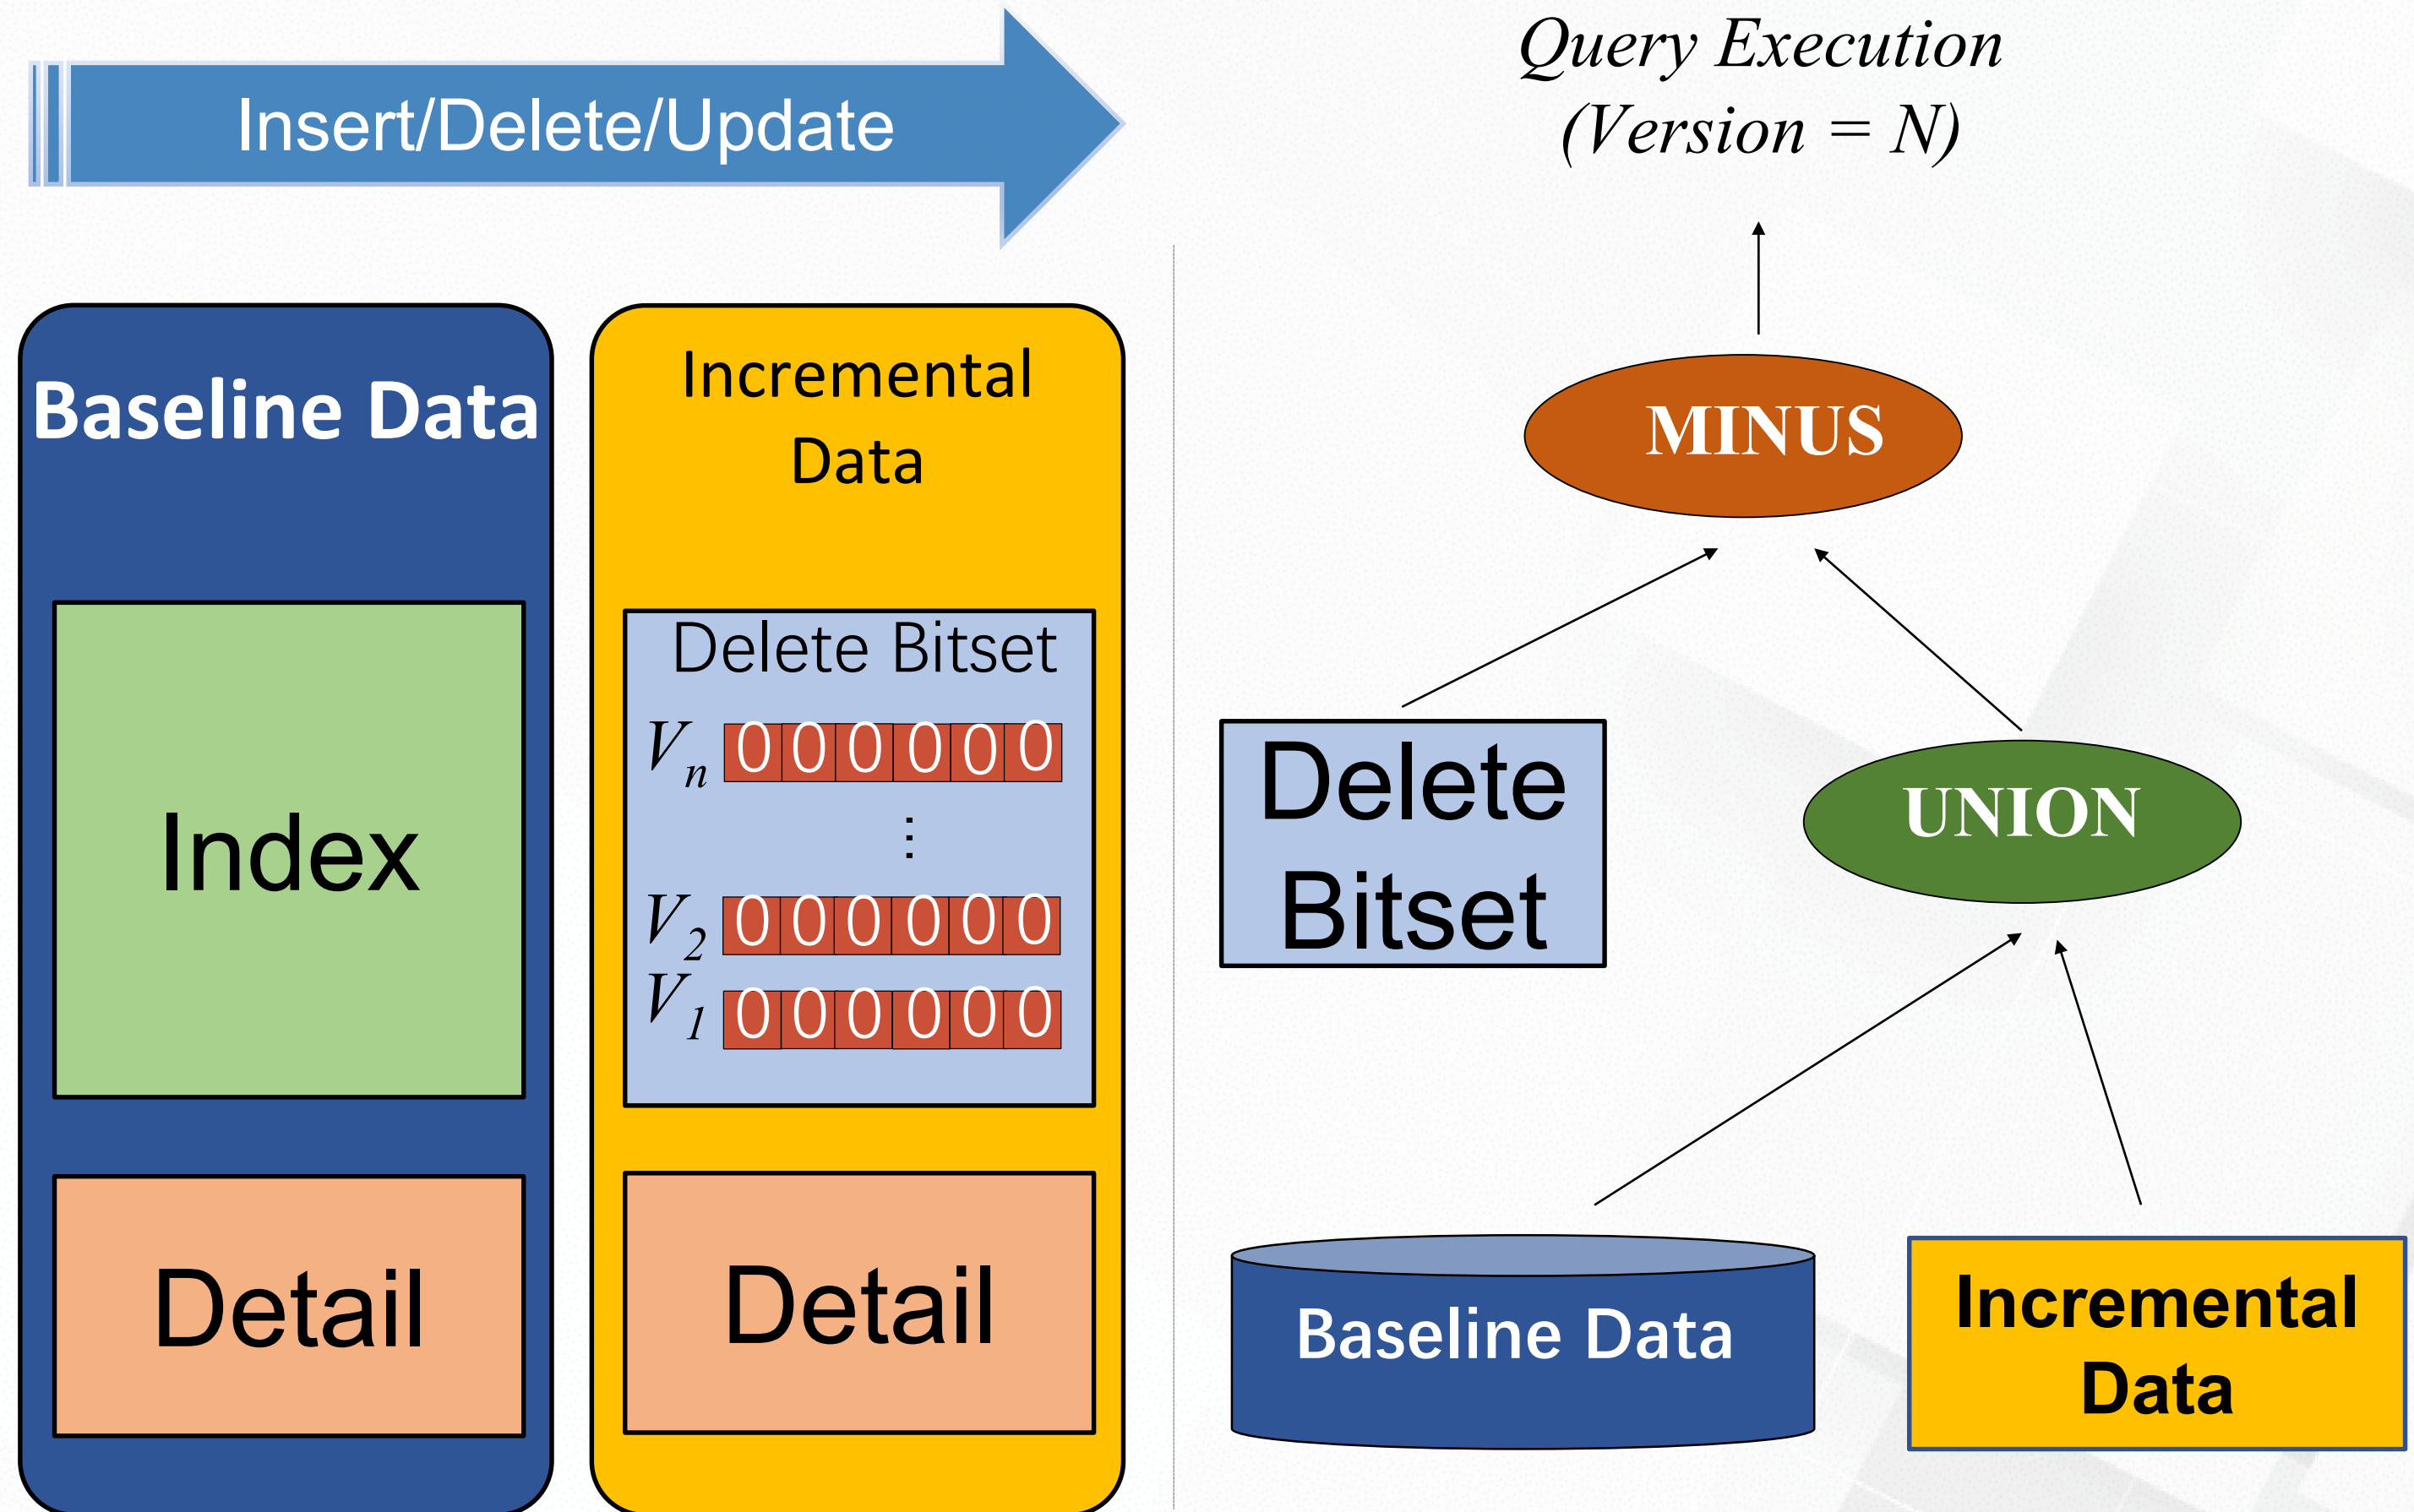 Insert/Delete/Update
Baseline Data
Index
Detail
Incremental
Data
Delete Bitset
Vn 0 0 0 0 0 0
⋮
V2 0 0 0 0 0 0
V1 0 0 0 0 0 0
Detail
Query Execution
(Version = N)
MINUS
Delete
Bitset
UNION
Baseline Data
Incremental
Data